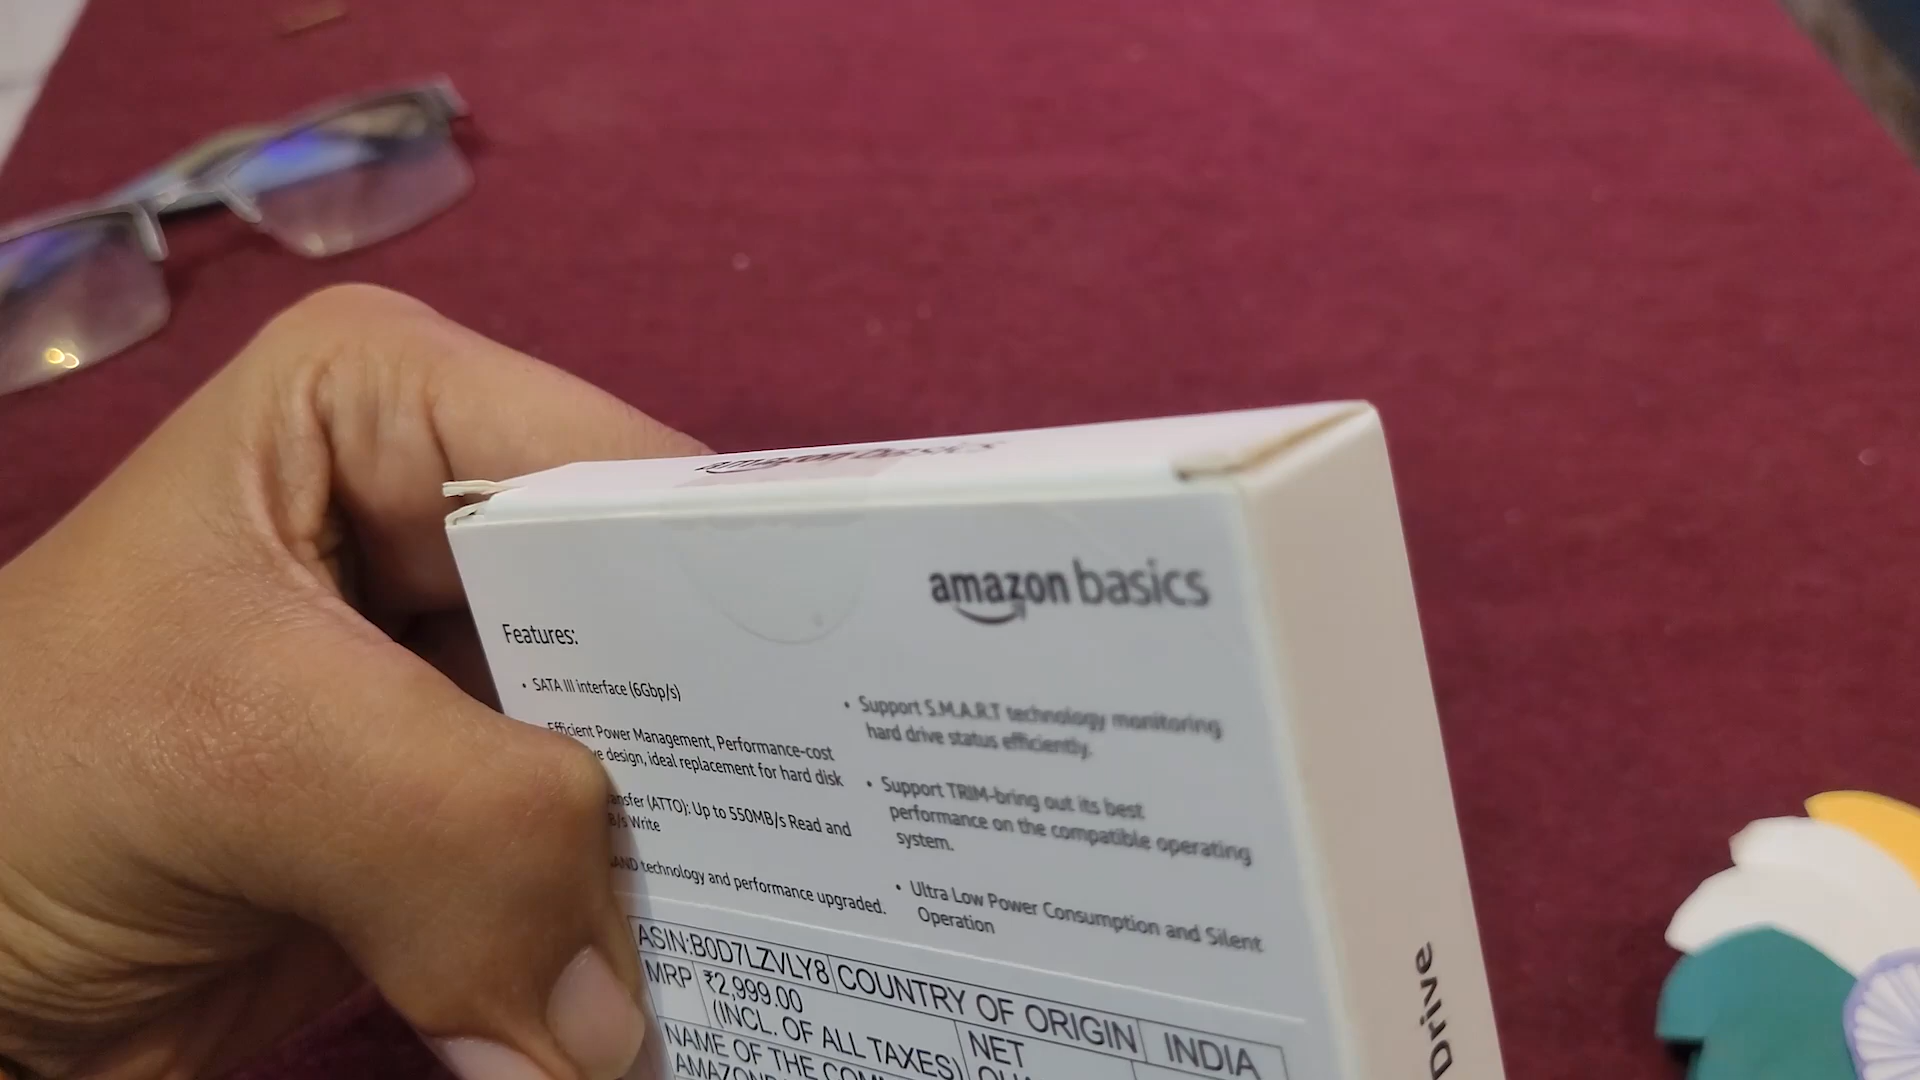 amazon basics
amazon basics
Features:
• SATA III interface (6Gbp/s)
Efficient Power Management, Performance-cost
design, ideal replacement for hard disk
(ATTO): Up to 550MB/s Read and
Write
technology and performance upgraded.
• Support S.M.A.R.T technology monitoring
hard drive status efficiently.
• Support TRIM-bring out its best
performance on the compatible operating
system.
• Ultra Low Power Consumption and Silent
Operation
ASIN:B0D7LZVLY8 COUNTRY OF ORIGIN INDIA
MRP ₹2,999.00
(INCL. OF ALL TAXES) NET
NAME OF THE
Drive